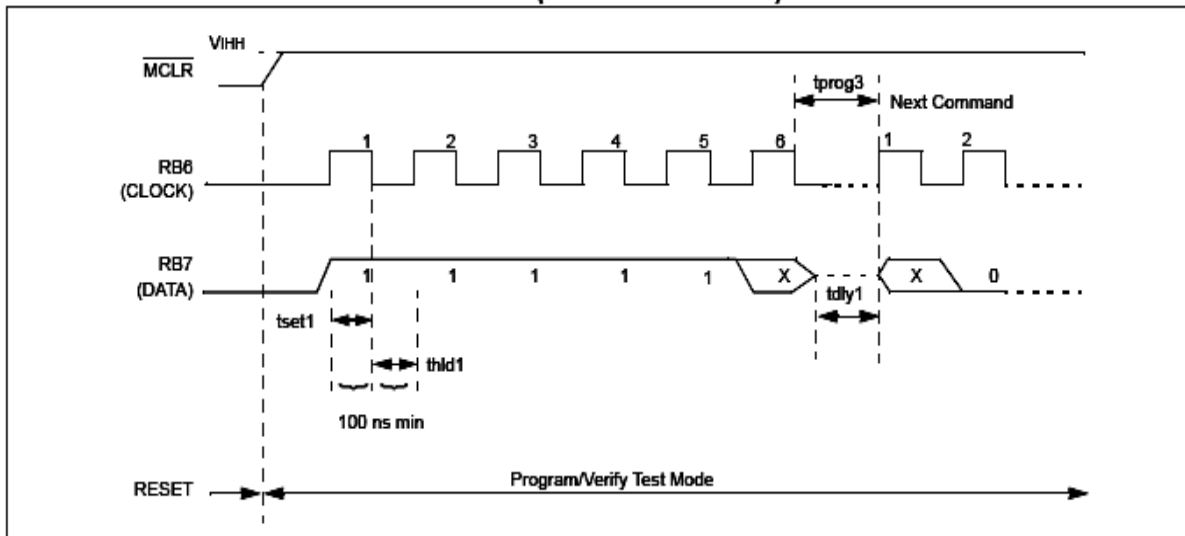 VIHH
MCLR
tprog3
Next Command
1 2 3 4 5 6 1 2
RB6
(CLOCK)
RB7
(DATA)
1 1 1 1 1 X X 0
tset1
tdly1
thld1
100 ns min
RESET
Program/Verify Test Mode